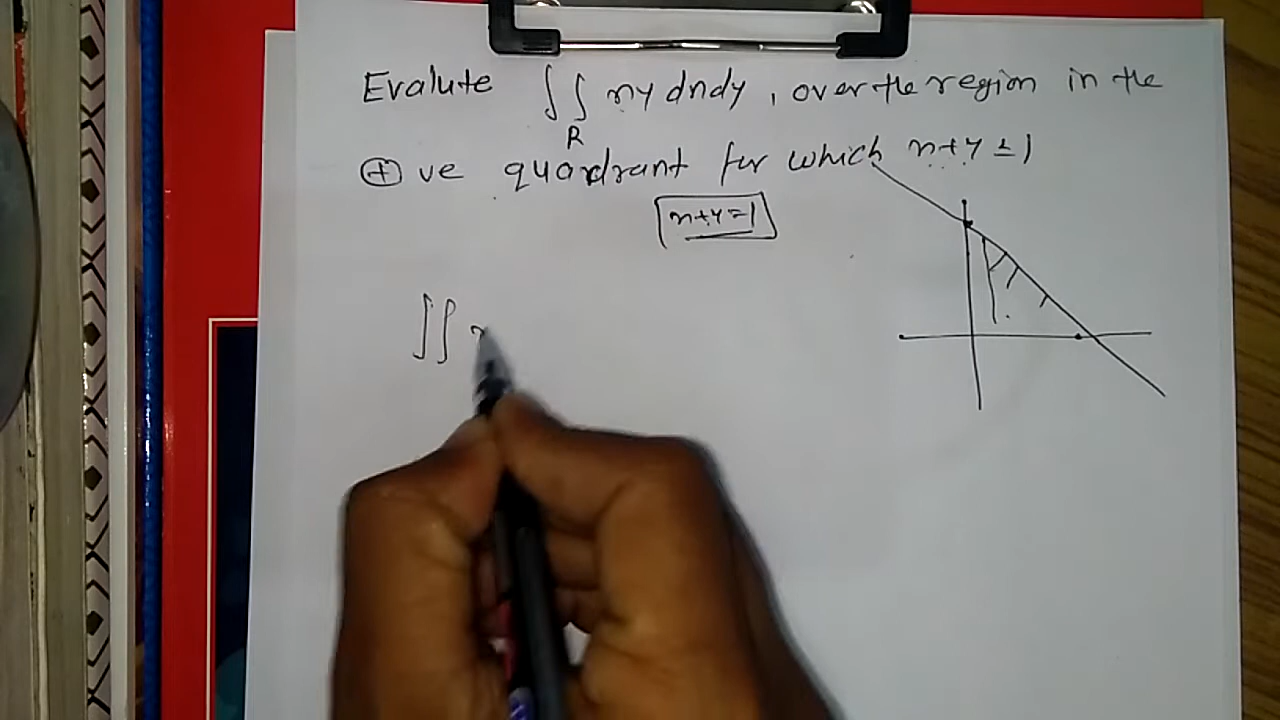 Evalute ∫∫ xy dxdy, over the region in the
R
⊕ve quadrant for which x+y ≤ 1
x+y=1
∫∫ x